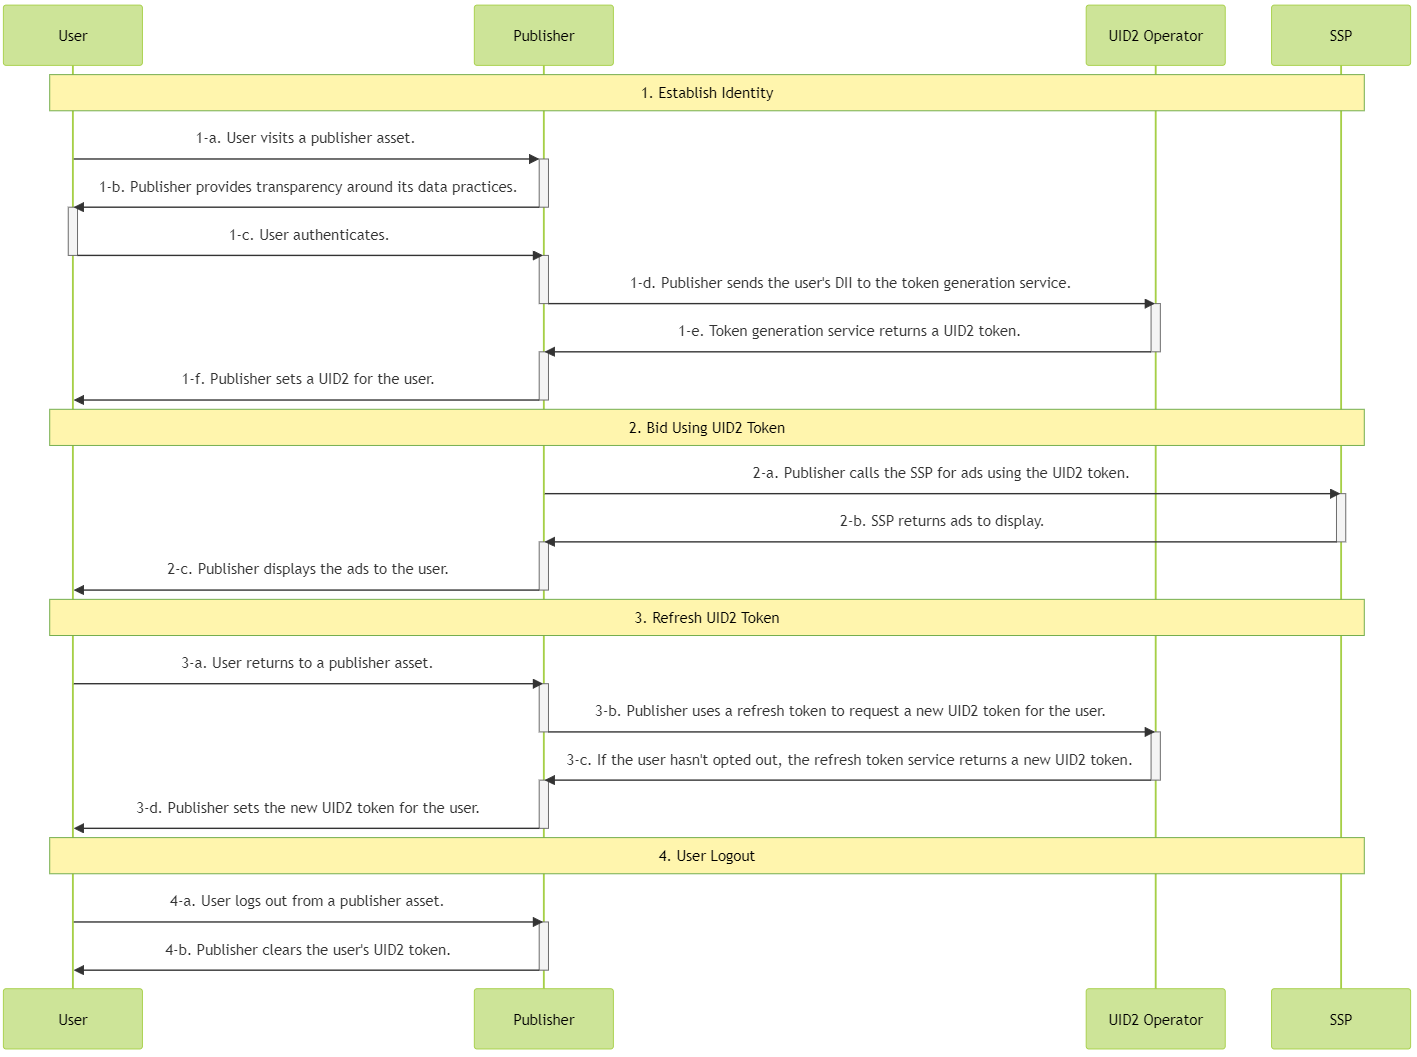 User
Publisher
UID2 Operator
SSP
1. Establish Identity
1-a. User visits a publisher asset.
1-b. Publisher provides transparency around its data practices.
1-c. User authenticates.
1-d. Publisher sends the user's DII to the token generation service.
1-e. Token generation service returns a UID2 token.
1-f. Publisher sets a UID2 for the user.
2. Bid Using UID2 Token
2-a. Publisher calls the SSP for ads using the UID2 token.
2-b. SSP returns ads to display.
2-c. Publisher displays the ads to the user.
3. Refresh UID2 Token
3-a. User returns to a publisher asset.
3-b. Publisher uses a refresh token to request a new UID2 token for the user.
3-c. If the user hasn't opted out, the refresh token service returns a new UID2 token.
3-d. Publisher sets the new UID2 token for the user.
4. User Logout
4-a. User logs out from a publisher asset.
4-b. Publisher clears the user's UID2 token.
User
Publisher
UID2 Operator
SSP